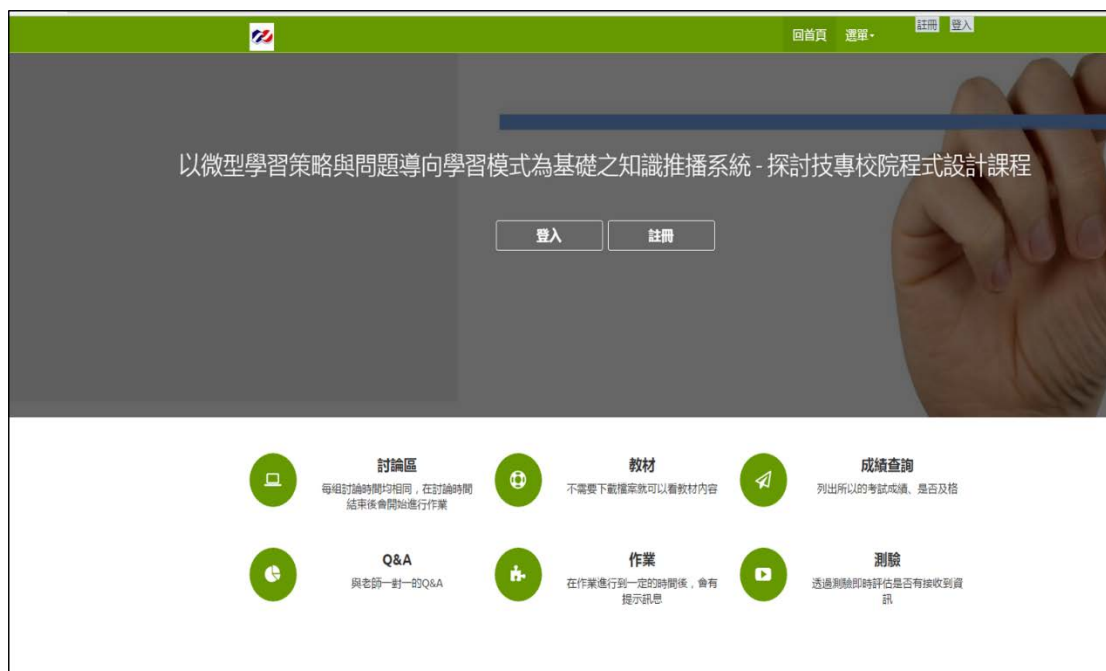 回首頁 選單 註冊 登入
以微型學習策略與問題導向學習模式為基礎之知識推播系統 - 探討技專校院程式設計課程
登入 註冊
討論區
每組討論時間均相同，在討論時間
結束後會開始進行作業
教材
不需要下載檔案就可以看教材內容
成績查詢
列出所以的考試成績、是否及格
Q&A
與老師一對一的Q&A
作業
在作業進行到一定的時間後，會有
提示訊息
測驗
透過測驗即時評估是否有接收到資
訊